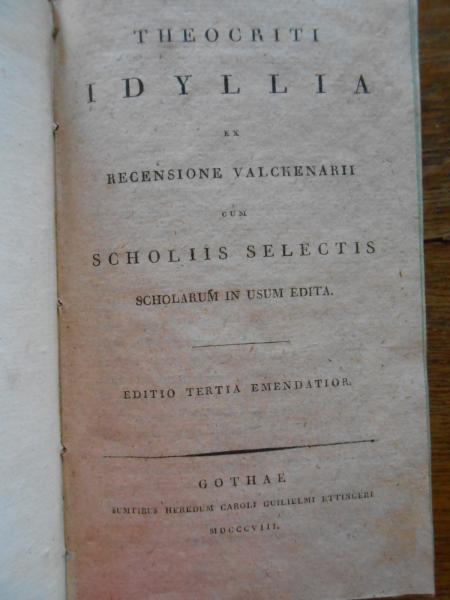 THEOCRITI
IDYLLIA
EX
RECENSIONE VALCKENARII
CUM
SCHOLIIS SELECTIS
SCHOLARUM IN USUM EDITA.
EDITIO TERTIA EMENDATIOR.
GOTHAE
SUMTIBUS HEREDUM CAROLI GUILIELMI ETTINGERI
MDCCCVIII.